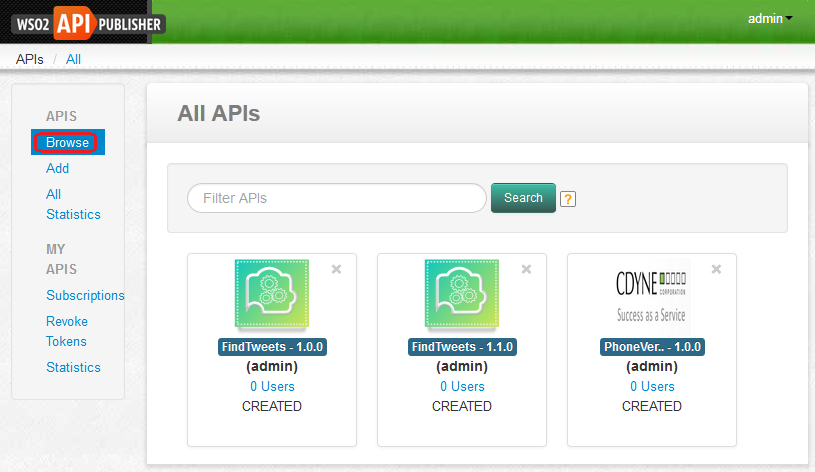 WSO2 API PUBLISHER
admin
APIs / All
APIS
Browse
Add
All
Statistics
MY
APIS
Subscriptions
Revoke
Tokens
Statistics
All APIs
Filter APIs
Search
?
FindTweets - 1.0.0
(admin)
0 Users
CREATED
FindTweets - 1.1.0
(admin)
0 Users
CREATED
CDYNE
CORPORATION
Success as a Service
PhoneVer.. - 1.0.0
(admin)
0 Users
CREATED